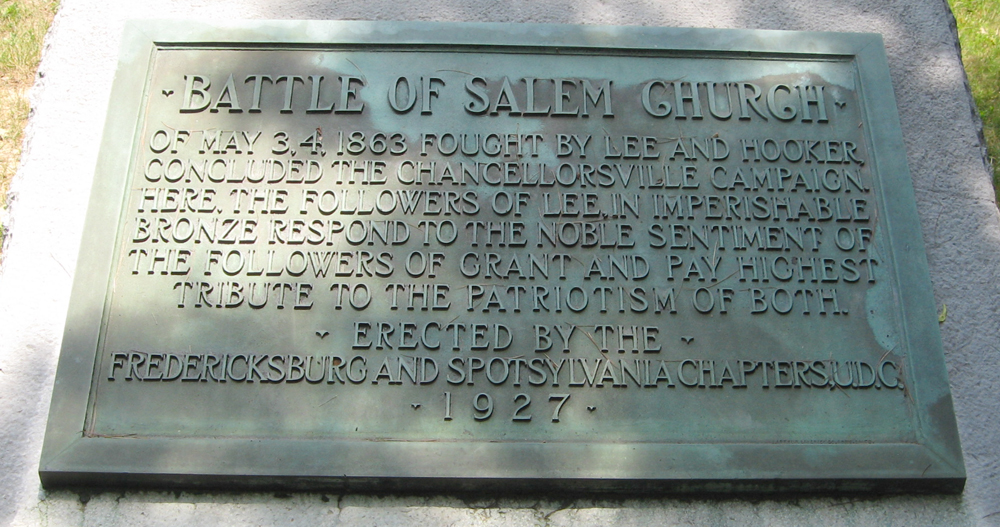 BATTLE OF SALEM CHURCH
OF MAY 3, 4, 1863 FOUGHT BY LEE AND HOOKER,
CONCLUDED THE CHANCELLORSVILLE CAMPAIGN.
HERE, THE FOLLOWERS OF LEE, IN IMPERISHABLE
BRONZE RESPOND TO THE NOBLE SENTIMENT OF
THE FOLLOWERS OF GRANT AND PAY HIGHEST
TRIBUTE TO THE PATRIOTISM OF BOTH.
ERECTED BY THE
FREDERICKSBURG AND SPOTSYLVANIA CHAPTERS, U.D.C.
1927